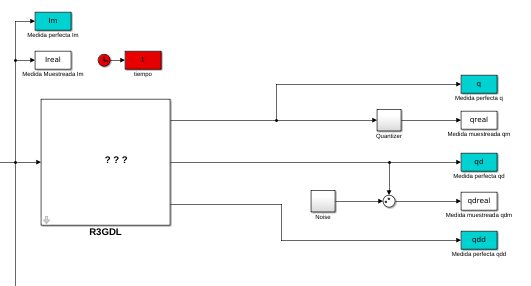 Im
Medida perfecta Im
Ireal
Medida Muestreada Im
t
tiempo
? ? ?
R3GDL
q
Medida perfecta q
Quantizer
qreal
Medida muestreada qm
qd
Medida perfecta qd
Noise
qdreal
Medida muestreada qdm
qdd
Medida perfecta qdd